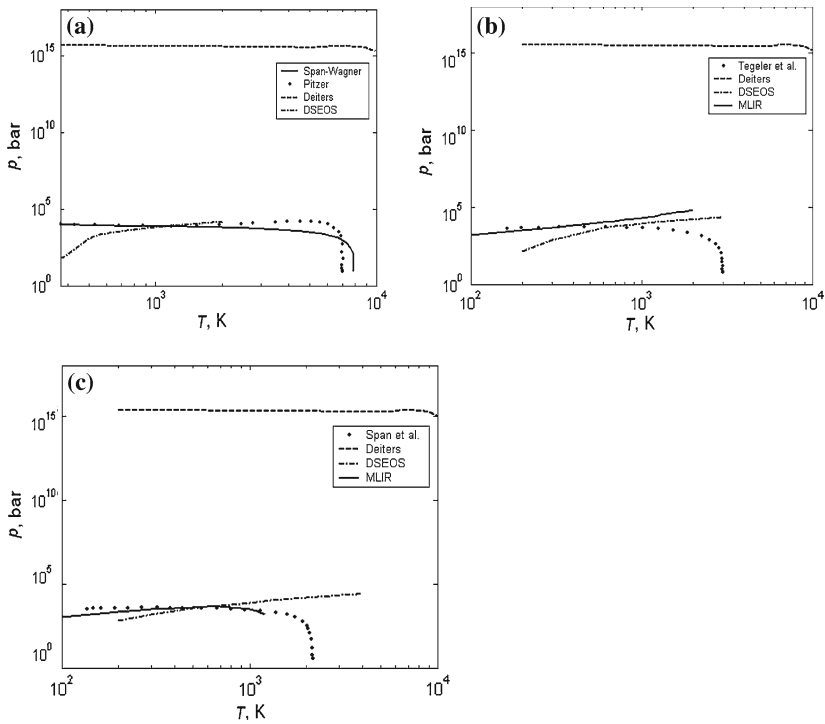 (a)
10^15
10^10
10^5
10^0
p, bar
Span-Wagner
Pitzer
Deiters
DSEOS
10^3
10^4
T, K
(b)
10^15
10^10
10^5
10^0
p, bar
Tegeler et al.
Deiters
DSEOS
MLIR
10^2
10^3
10^4
T, K
(c)
10^15
10^10
10^5
10^0
p, bar
Span et al.
Deiters
DSEOS
MLIR
10^2
10^3
10^4
T, K